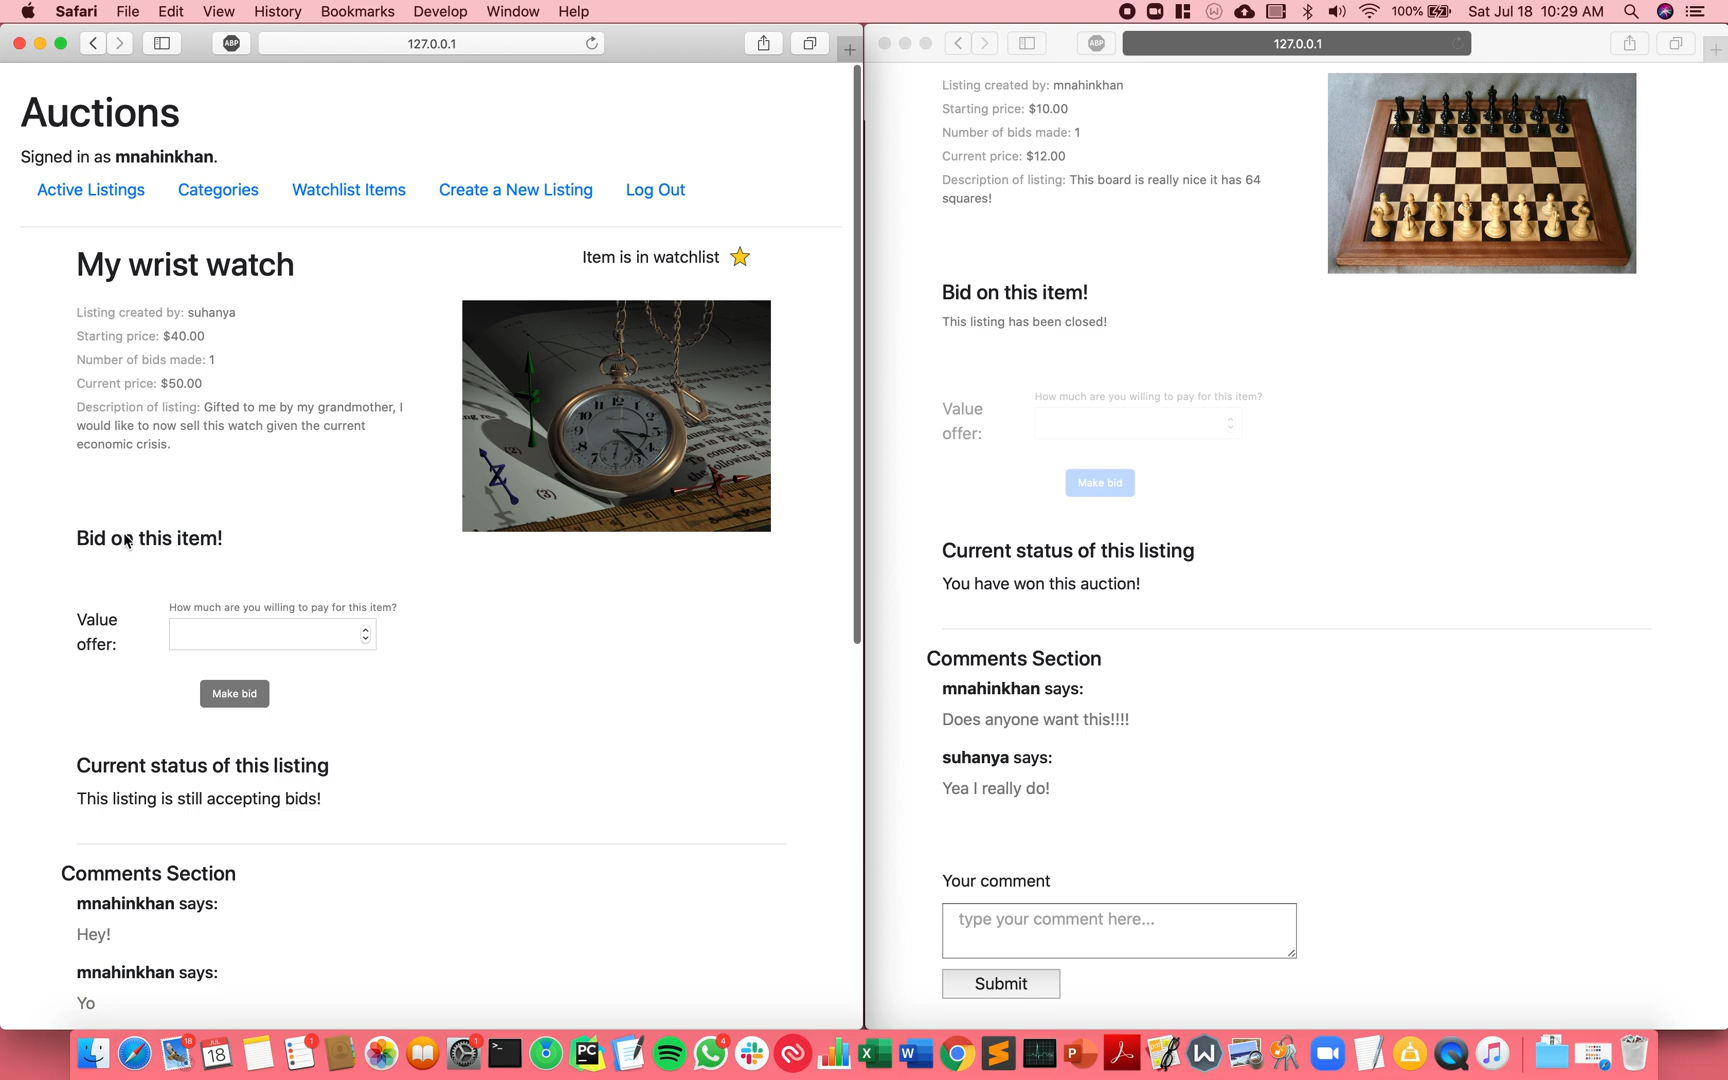 Safari File Edit View History Bookmarks Develop Window Help
100% Sat Jul 18 10:29 AM
ABP 127.0.0.1
Auctions
Signed in as mnahinkhan.
Active Listings Categories Watchlist Items Create a New Listing Log Out
My wrist watch
Item is in watchlist
Listing created by: suhanya
Starting price: $40.00
Number of bids made: 1
Current price: $50.00
Description of listing: Gifted to me by my grandmother, I
would like to now sell this watch given the current
economic crisis.
Bid on this item!
How much are you willing to pay for this item?
Value
offer:
Make bid
Current status of this listing
This listing is still accepting bids!
Comments Section
mnahinkhan says:
Hey!
mnahinkhan says:
Yo
ABP 127.0.0.1
Listing created by: mnahinkhan
Starting price: $10.00
Number of bids made: 1
Current price: $12.00
Description of listing: This board is really nice it has 64
squares!
Bid on this item!
This listing has been closed!
How much are you willing to pay for this item?
Value
offer:
Make bid
Current status of this listing
You have won this auction!
Comments Section
mnahinkhan says:
Does anyone want this!!!!
suhanya says:
Yea I really do!
Your comment
type your comment here...
Submit